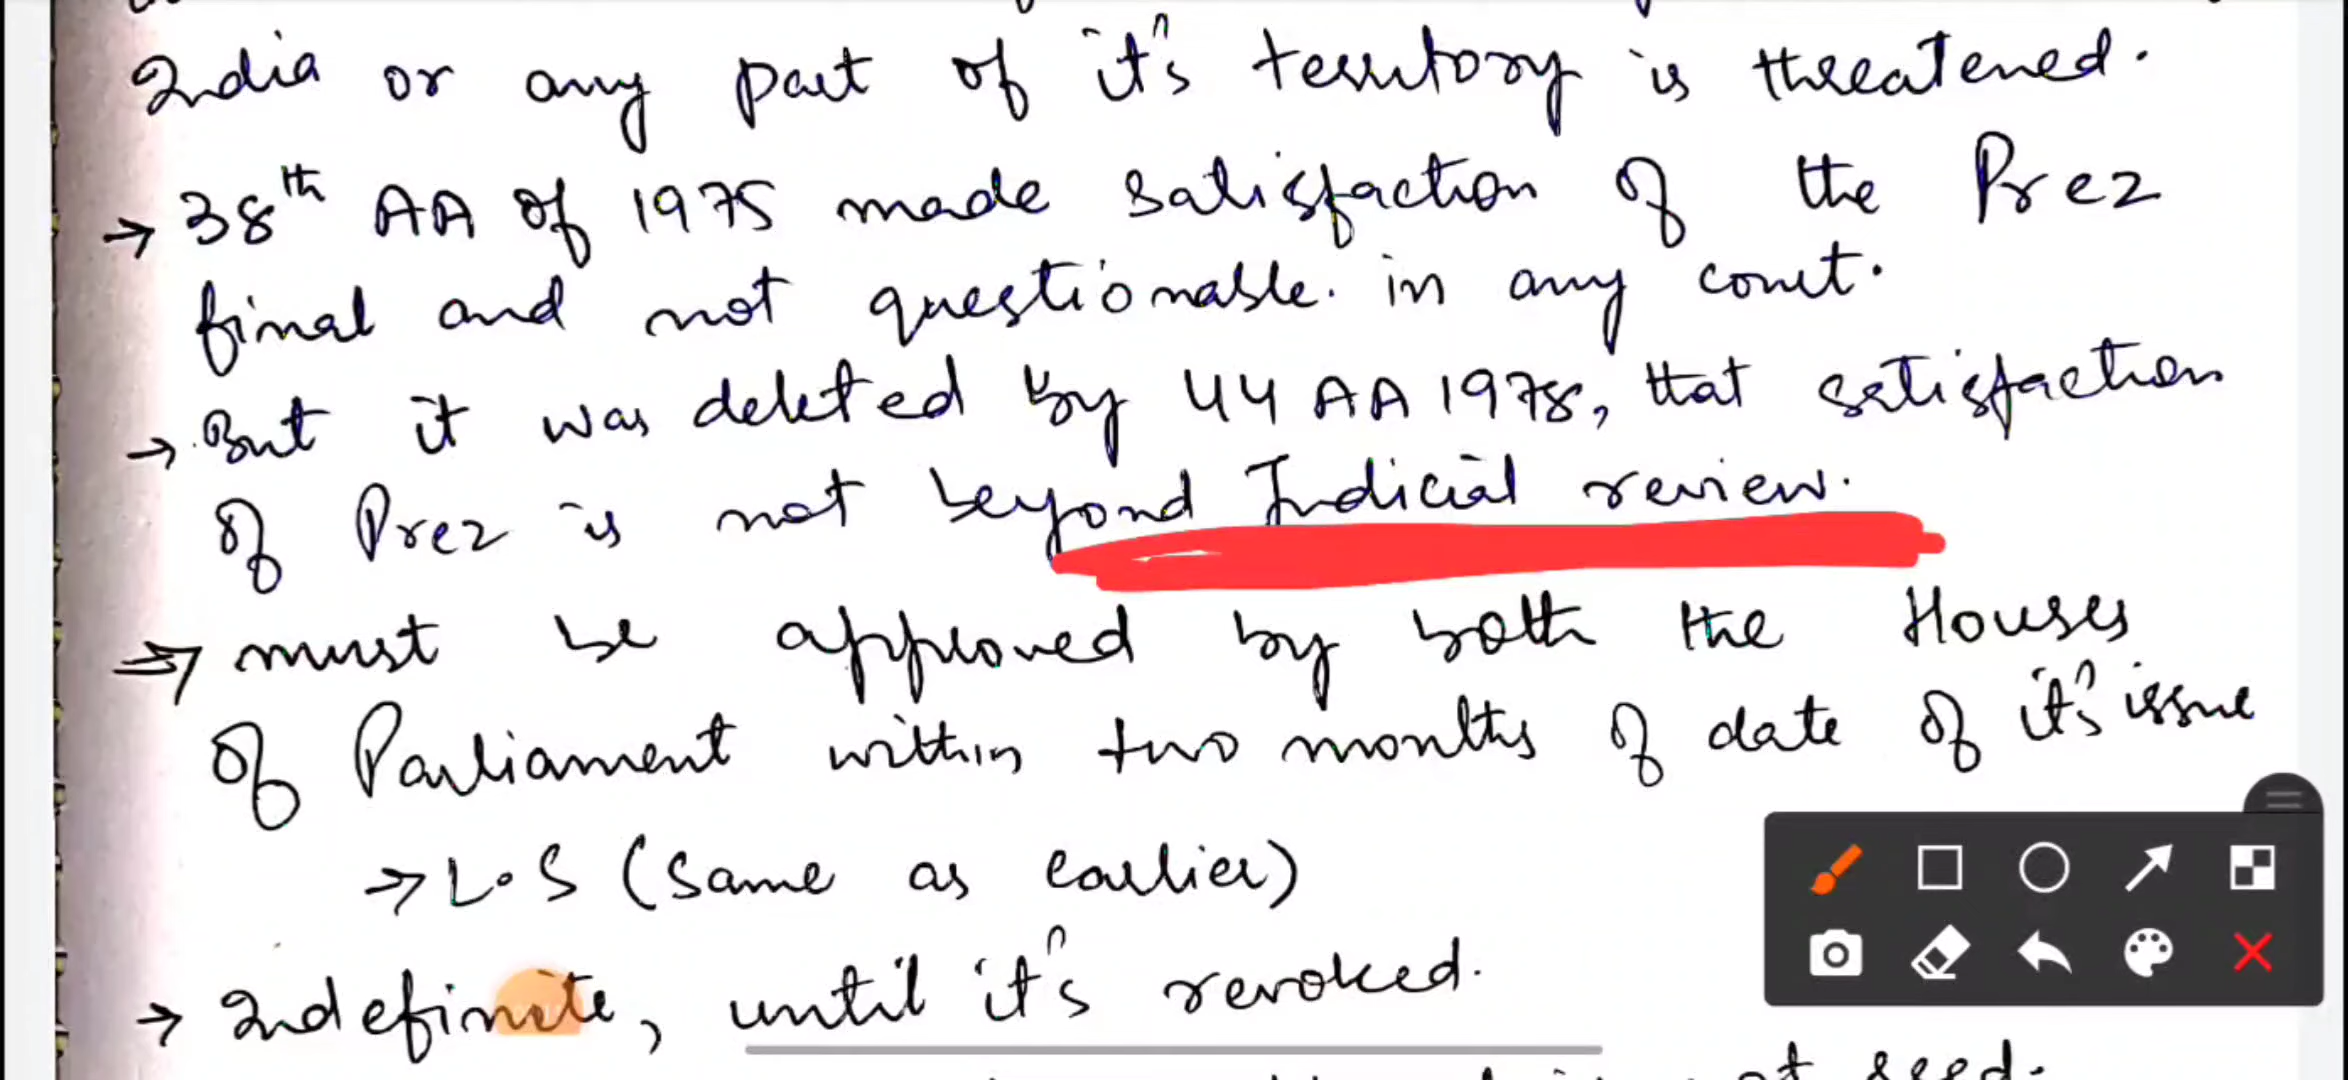 India or any part of it's territory is threatened.
→ 38th AA of 1975 made satisfaction of the Prez
final and not questionable. in any court.
→ But it was deleted by 44 AA 1978, that satisfaction
of Prez is not beyond Judicial review.
⇒ must be approved by both the Houses
of Parliament within two months of date of it's issue
→ L.S (Same as earlier)
→ Indefinite, until it's revoked.